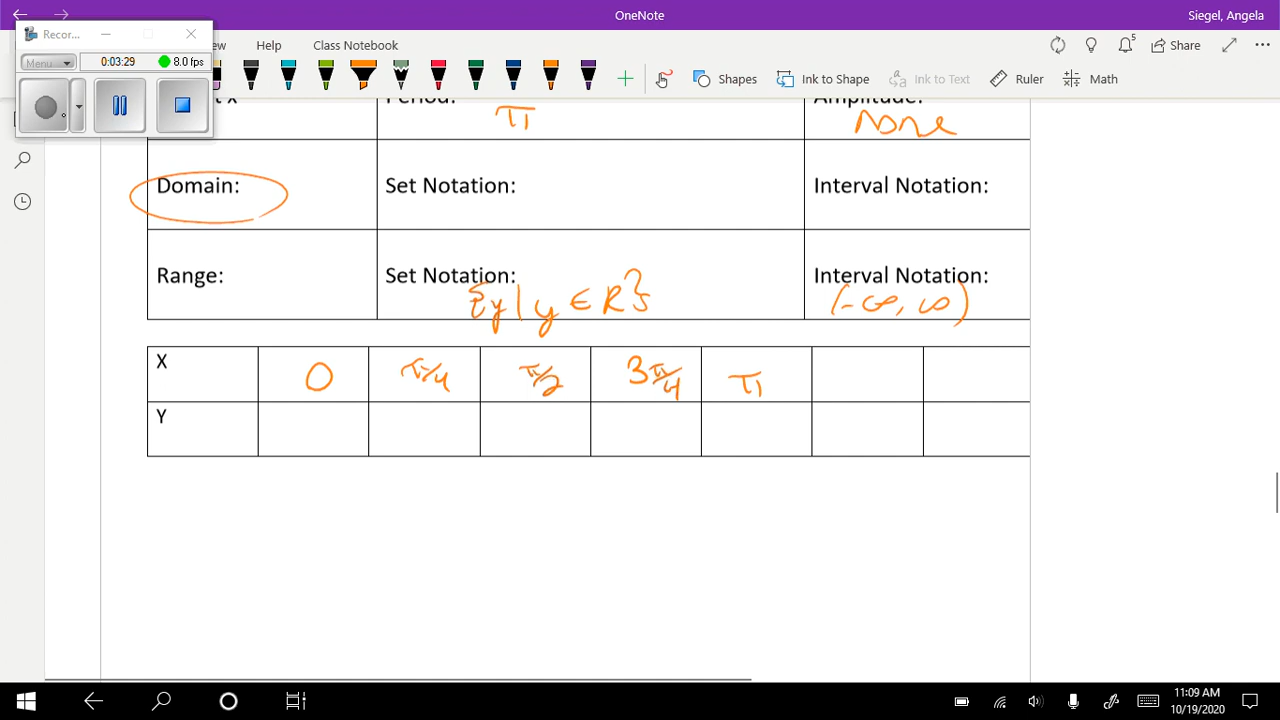 OneNote
Siegel, Angela
Recor...
Menu
0:03:29
8.0 fps
ew
Help
Class Notebook
5
Share
Shapes
Ink to Shape
Ink to Text
Ruler
Math
Period:
π
Amplitude:
None
Domain:
Set Notation:
Interval Notation:
Range:
Set Notation:
{y | y ∈ R}
Interval Notation:
(-∞, ∞)
X 0 π/4 π/2 3π/4 π
Y
11:09 AM
10/19/2020